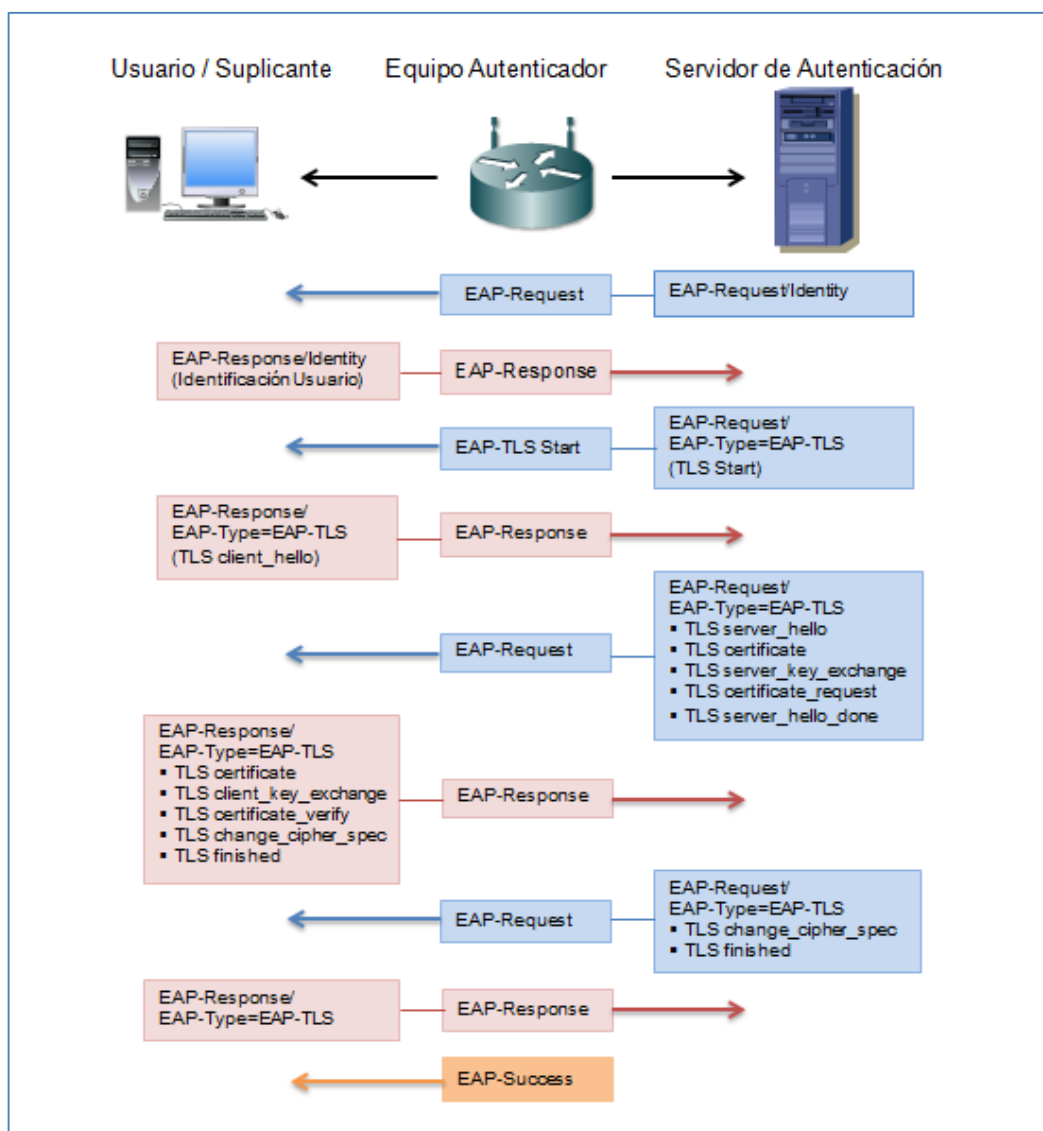 Usuario / Suplicante
Equipo Autenticador
Servidor de Autenticación
EAP-Request
EAP-Request/Identity
EAP-Response/Identity
(Identificación Usuario)
EAP-Response
EAP-TLS Start
EAP-Request/
EAP-Type=EAP-TLS
(TLS Start)
EAP-Response/
EAP-Type=EAP-TLS
(TLS client_hello)
EAP-Response
EAP-Request
EAP-Request/
EAP-Type=EAP-TLS
▪ TLS server_hello
▪ TLS certificate
▪ TLS server_key_exchange
▪ TLS certificate_request
▪ TLS server_hello_done
EAP-Response/
EAP-Type=EAP-TLS
▪ TLS certificate
▪ TLS client_key_exchange
▪ TLS certificate_verify
▪ TLS change_cipher_spec
▪ TLS finished
EAP-Response
EAP-Request
EAP-Request/
EAP-Type=EAP-TLS
▪ TLS change_cipher_spec
▪ TLS finished
EAP-Response/
EAP-Type=EAP-TLS
EAP-Response
EAP-Success